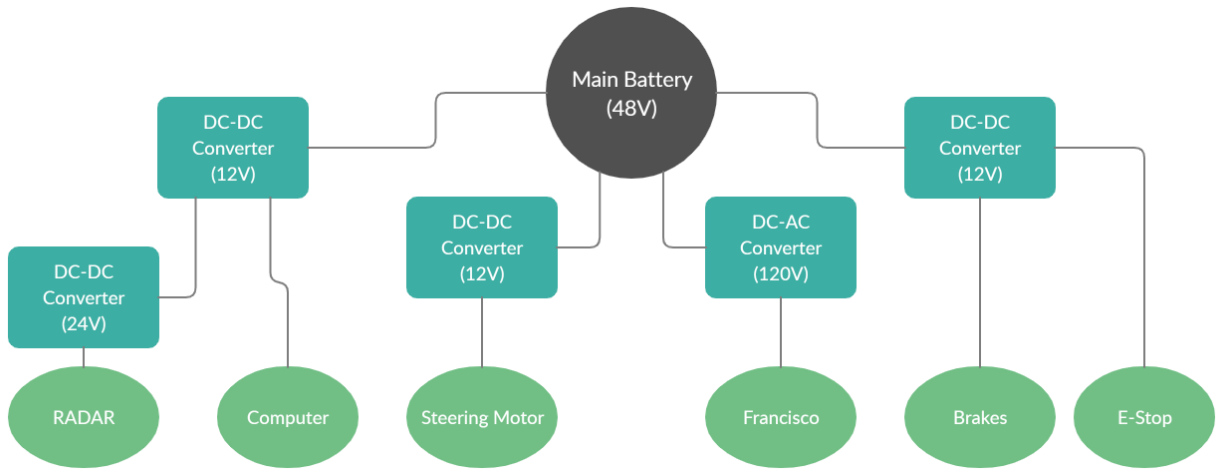 Main Battery
(48V)
DC-DC
Converter
(12V)
DC-DC
Converter
(12V)
DC-DC
Converter
(12V)
DC-AC
Converter
(120V)
DC-DC
Converter
(24V)
RADAR
Computer
Steering Motor
Francisco
Brakes
E-Stop